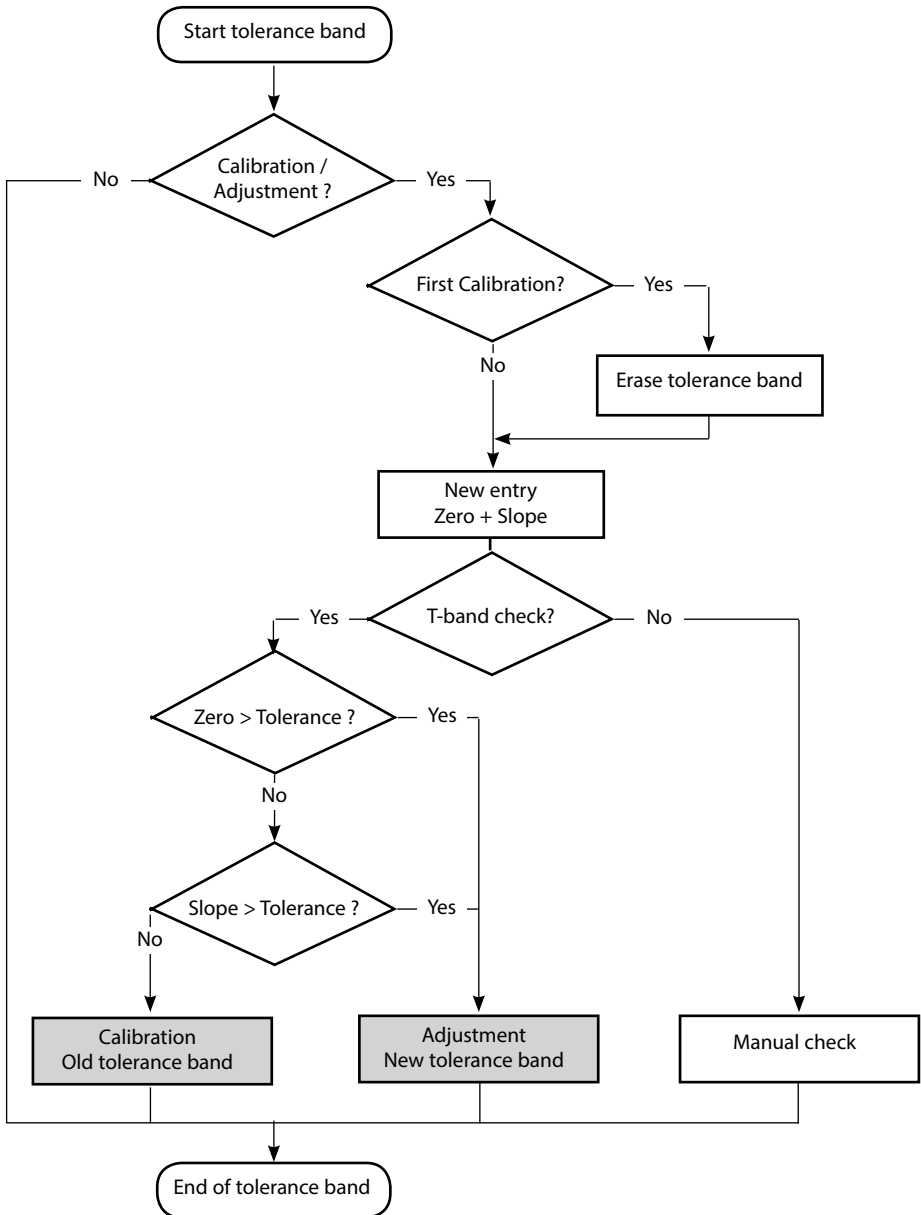 Start tolerance band
Calibration /
Adjustment ?
No
Yes
First Calibration?
Yes
No
Erase tolerance band
New entry
Zero + Slope
T-band check?
Yes
No
Zero > Tolerance ?
Yes
No
Slope > Tolerance ?
Yes
No
Calibration
Old tolerance band
Adjustment
New tolerance band
Manual check
End of tolerance band